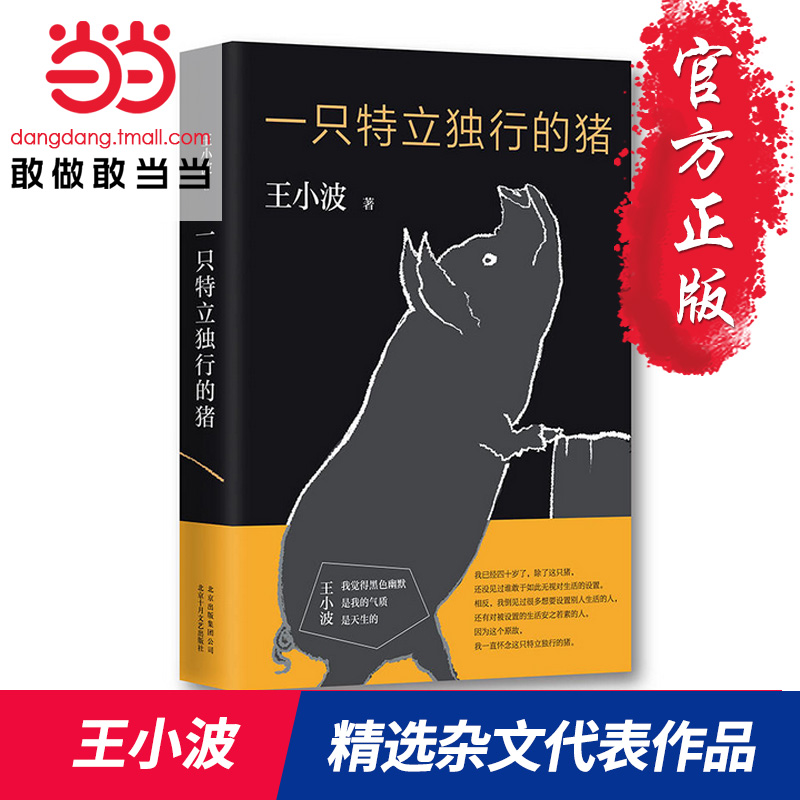 当当
dangdang.tmall.com
敢做敢当当
官方正版
一只特立独行的猪
王小波 著
小波
一只特立独行的猪
北京出版集团公司
北京十月文艺出版社
王小波
我觉得黑色幽默
是我的气质
是天生的
我已经四十岁了，除了这只猪，
还没见过谁敢于如此无视对生活的设置。
相反，我倒见过很多想要设置别人生活的人，
还有对被设置的生活安之若素的人。
因为这个原故，
我一直怀念这只特立独行的猪。
王小波
精选杂文代表作品